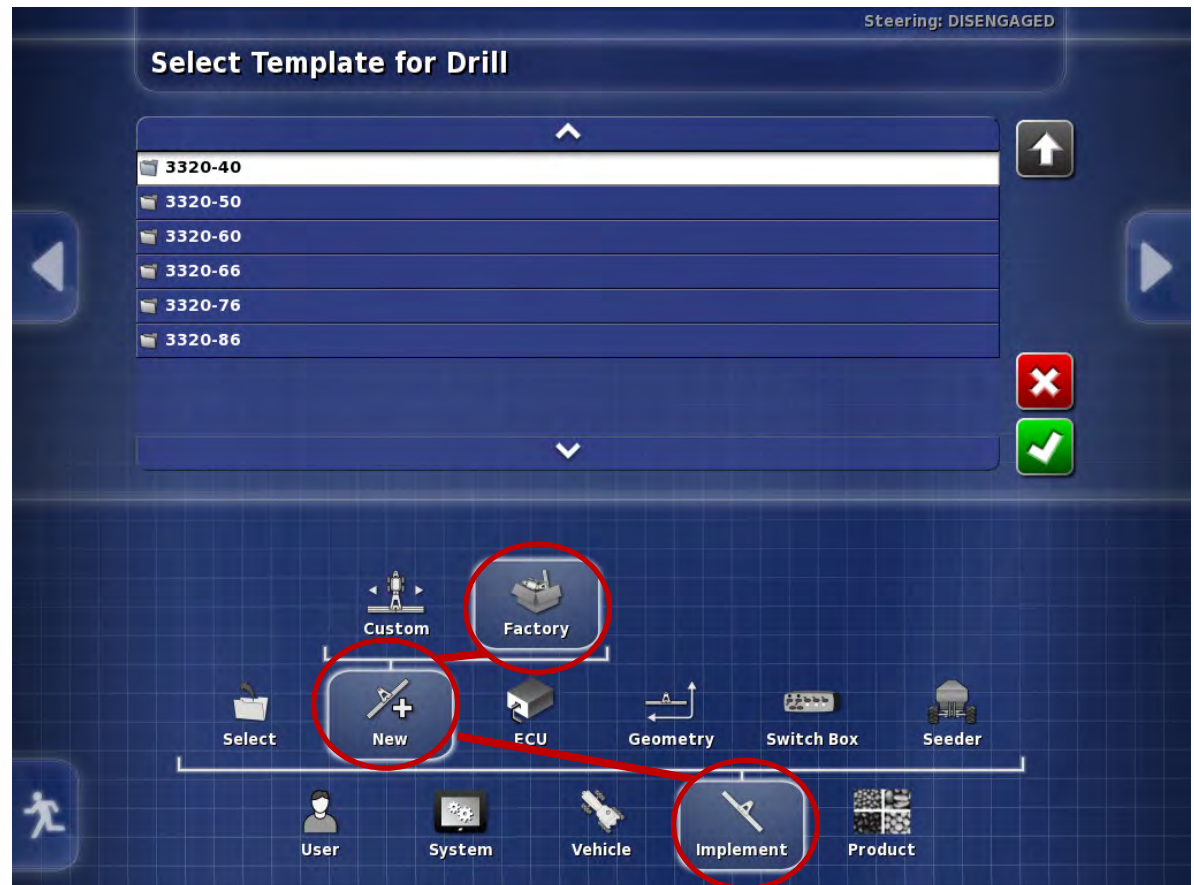 Steering: DISENGAGED
Select Template for Drill
3320-40
3320-50
3320-60
3320-66
3320-76
3320-86
Custom Factory
Select New ECU Geometry Switch Box Seeder
User System Vehicle Implement Product